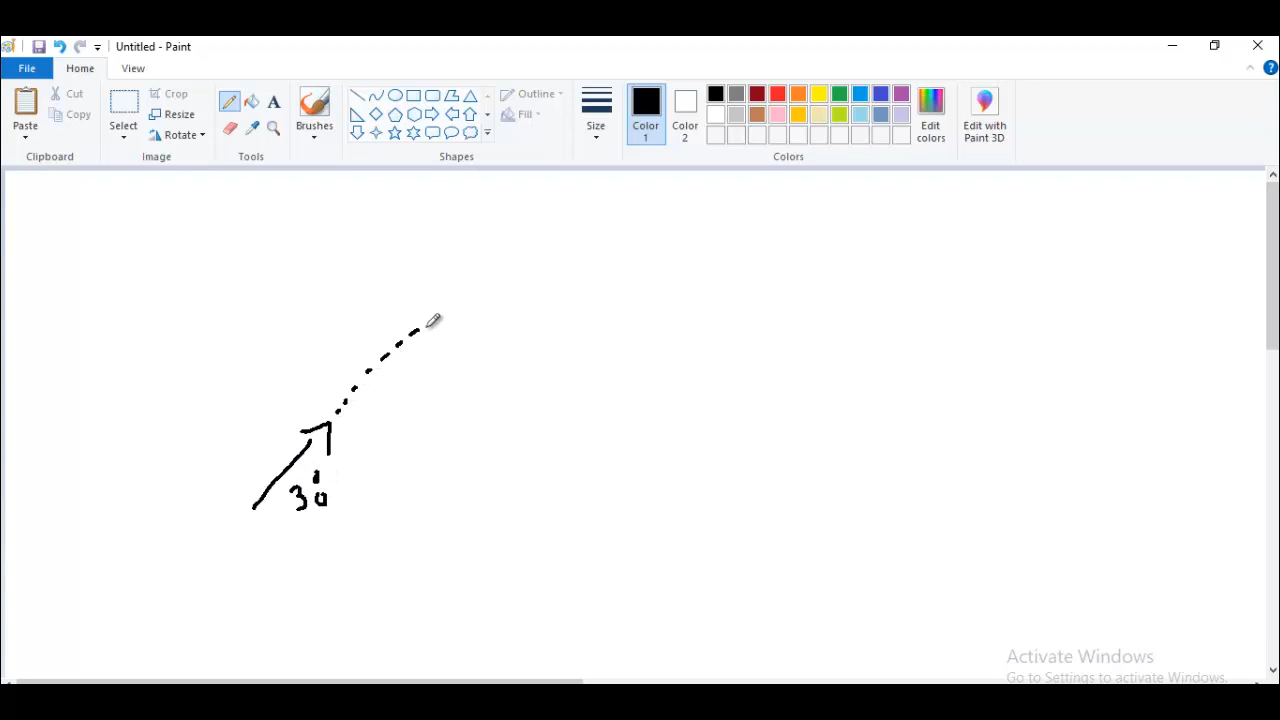 Untitled - Paint
File Home View
Paste
Cut
Copy
Clipboard
Select
Crop
Resize
Rotate
Image
Tools
Brushes
Outline
Fill
Shapes
Size
Color 1
Color 2
Edit colors
Colors
Edit with Paint 3D
30
Activate Windows
Go to Settings to activate Windows.